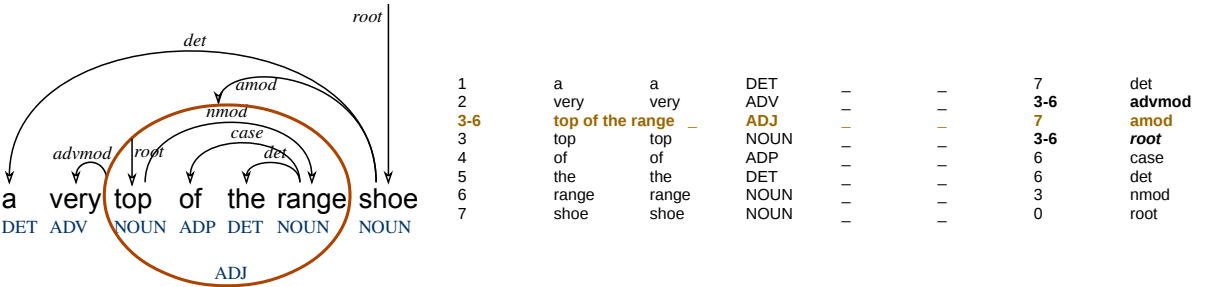 root
det
amod
nmod
case
advmod root det
a very top of the range shoe
DET ADV NOUN ADP DET NOUN NOUN
ADJ
1 a a DET _ _ 7 det
2 very very ADV _ _ 3-6 advmod
3-6 top of the range _ ADJ _ _ 7 amod
3 top top NOUN _ _ 3-6 root
4 of of ADP _ _ 6 case
5 the the DET _ _ 6 det
6 range range NOUN _ _ 3 nmod
7 shoe shoe NOUN _ _ 0 root